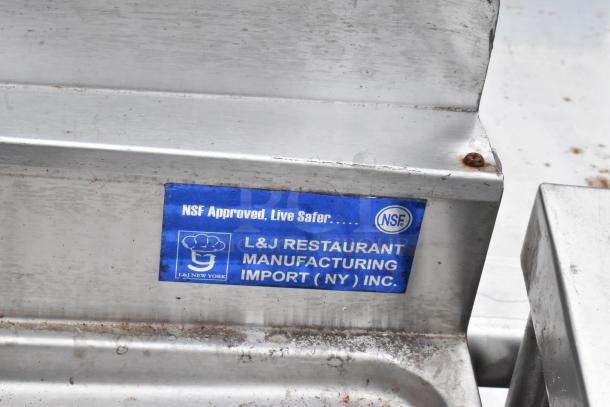 NSF Approved, Live Safer.....
NSF
L&J RESTAURANT
MANUFACTURING
IMPORT ( NY ) INC.
L&J NEW YORK